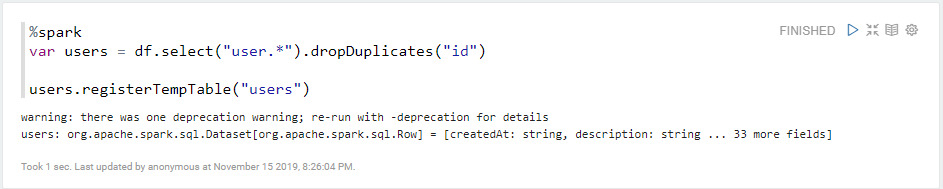 %spark
FINISHED
var users = df.select("user.*").dropDuplicates("id")
users.registerTempTable("users")
warning: there was one deprecation warning; re-run with -deprecation for details
users: org.apache.spark.sql.Dataset[org.apache.spark.sql.Row] = [createdAt: string, description: string ... 33 more fields]
Took 1 sec. Last updated by anonymous at November 15 2019, 8:26:04 PM.